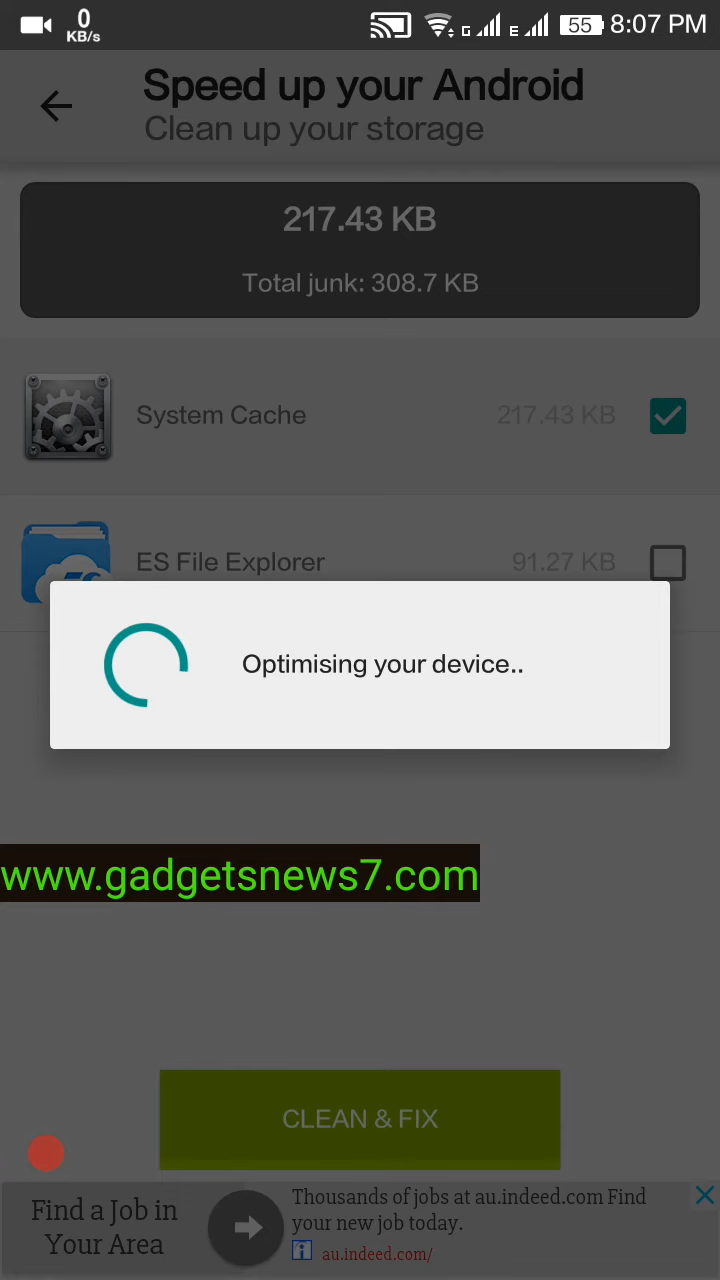 0
KB/s
G
E
55
8:07 PM
Speed up your Android
Clean up your storage
217.43 KB
Total junk: 308.7 KB
System Cache
217.43 KB
ES File Explorer
91.27 KB
Optimising your device..
www.gadgetsnews7.com
CLEAN & FIX
Find a Job in
Your Area
Thousands of jobs at au.indeed.com Find
your new job today.
au.indeed.com/